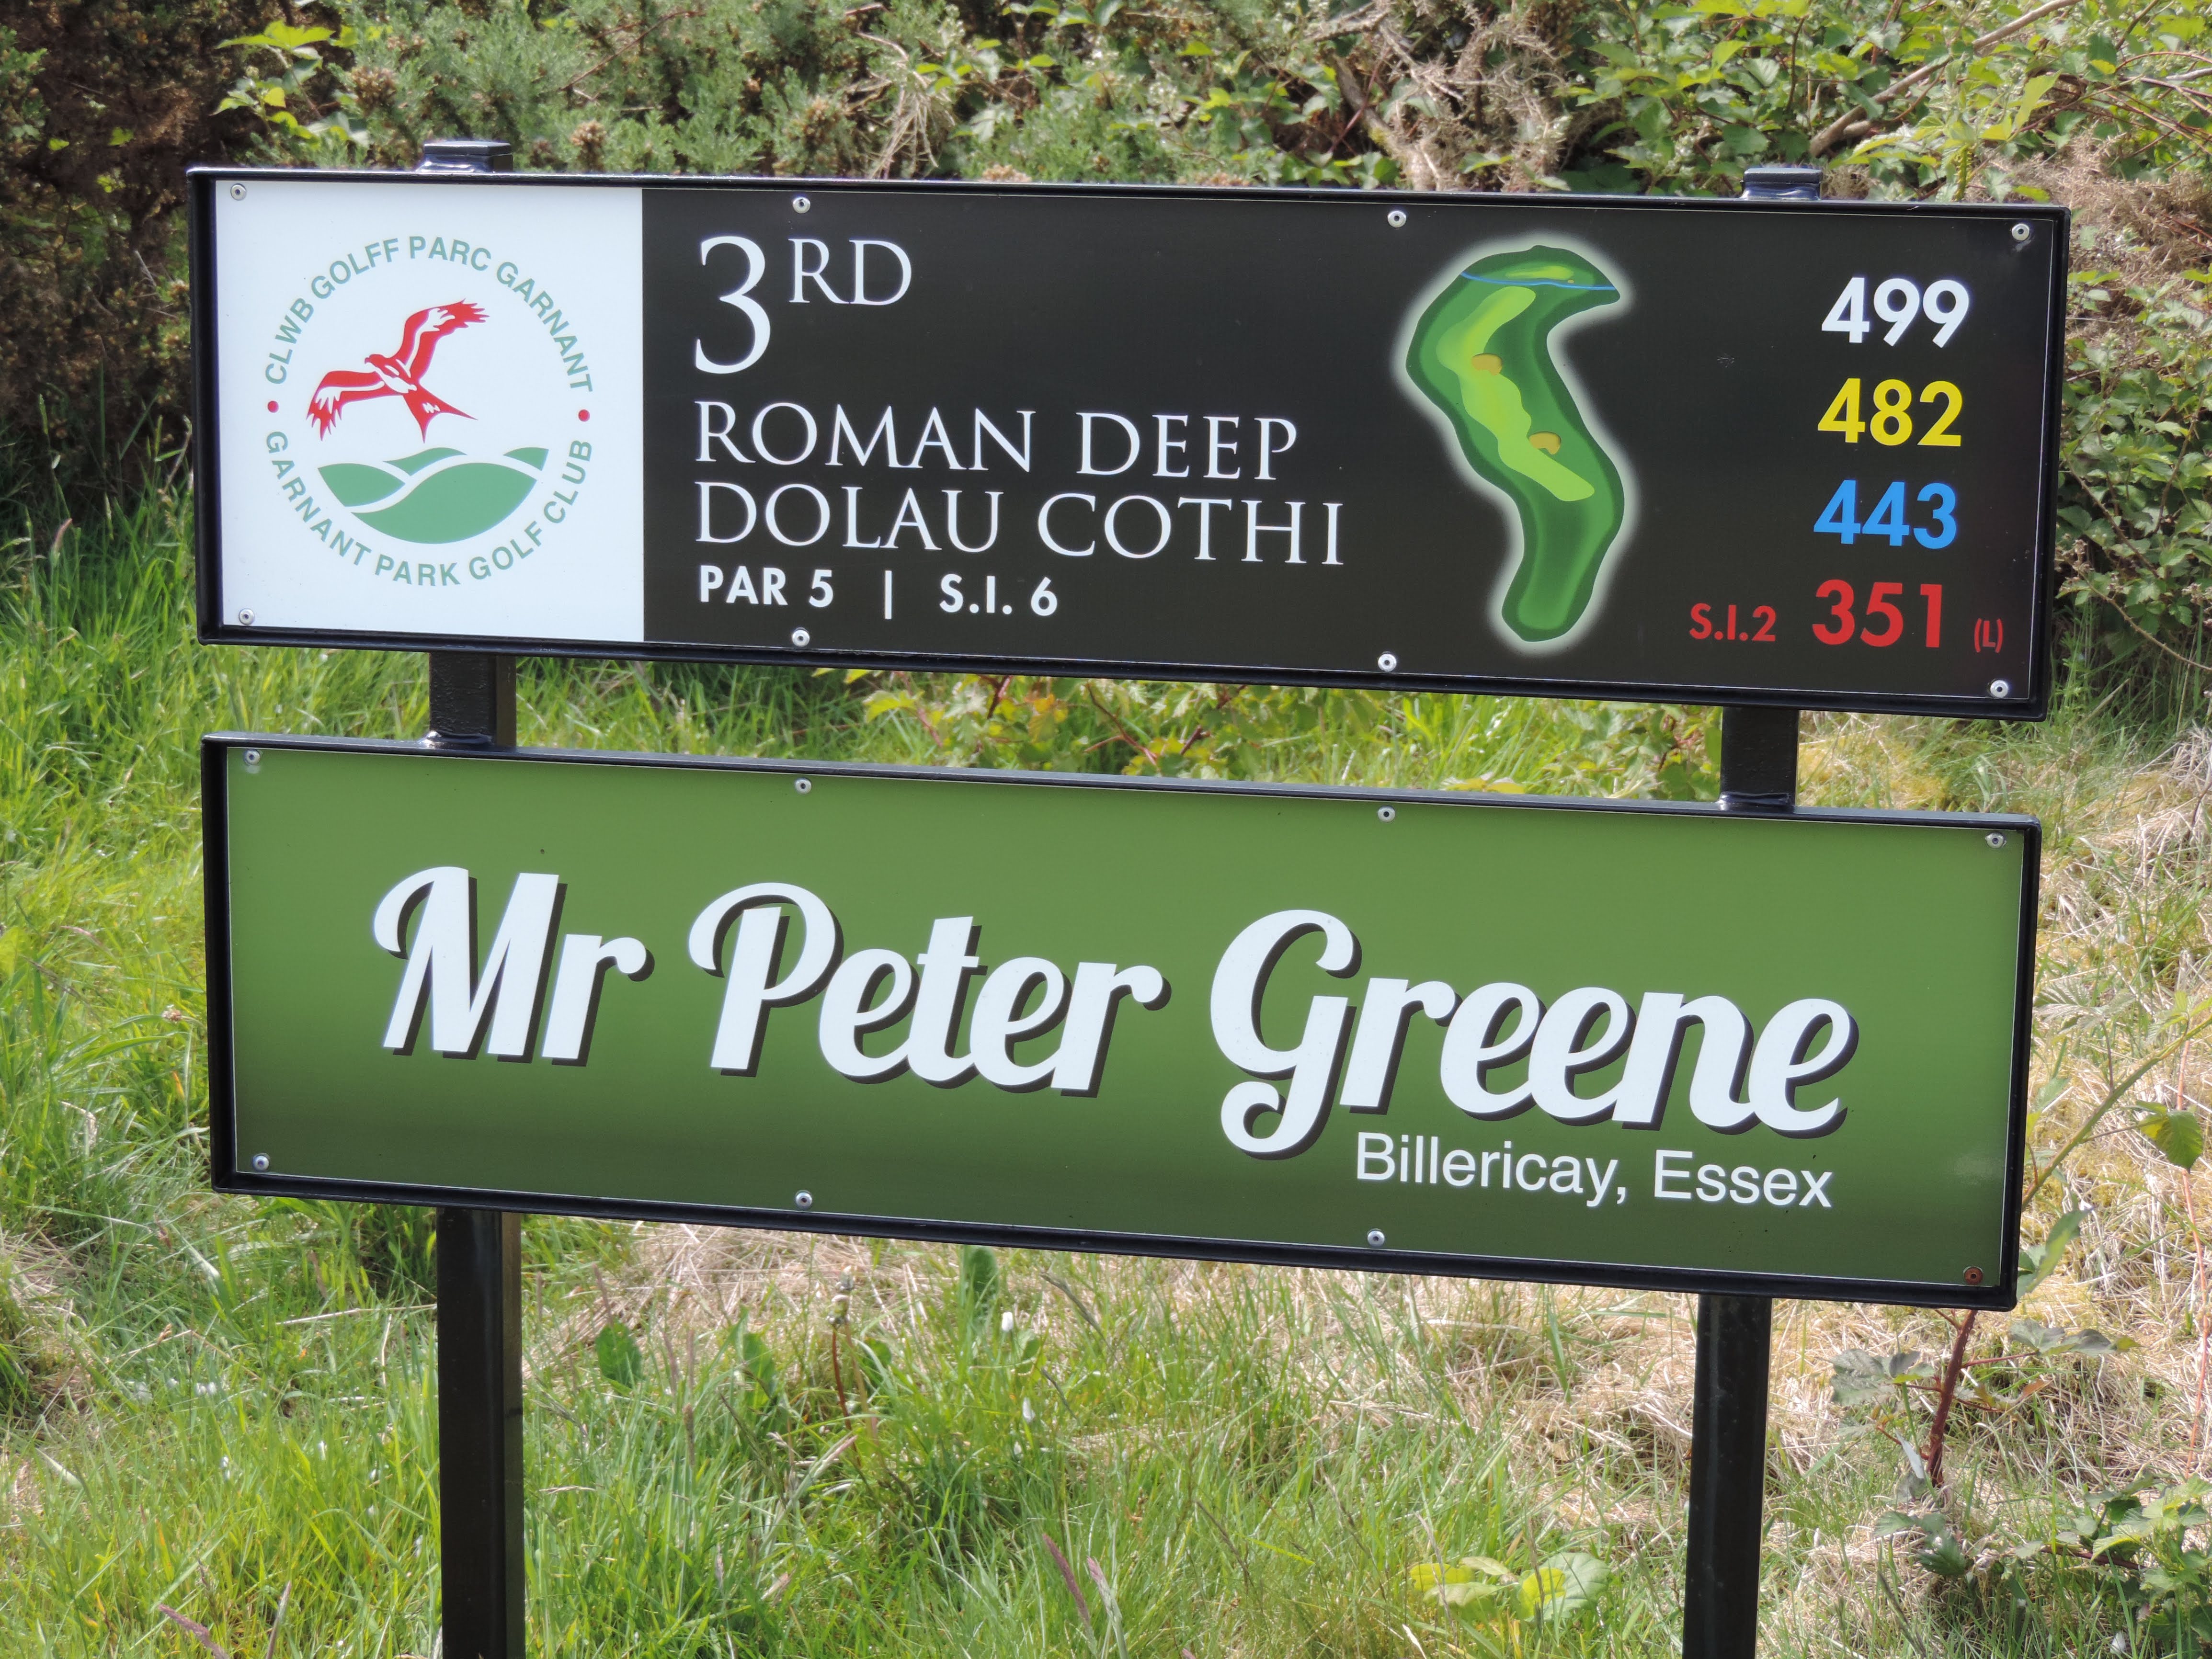 CLWB GOLFF PARC GARNANT
GARNANT PARK GOLF CLUB
3RD
ROMAN DEEP
DOLAU COTHI
PAR 5 | S.I. 6
499
482
443
S.I.2 351 (L)
Mr Peter Greene
Billericay, Essex